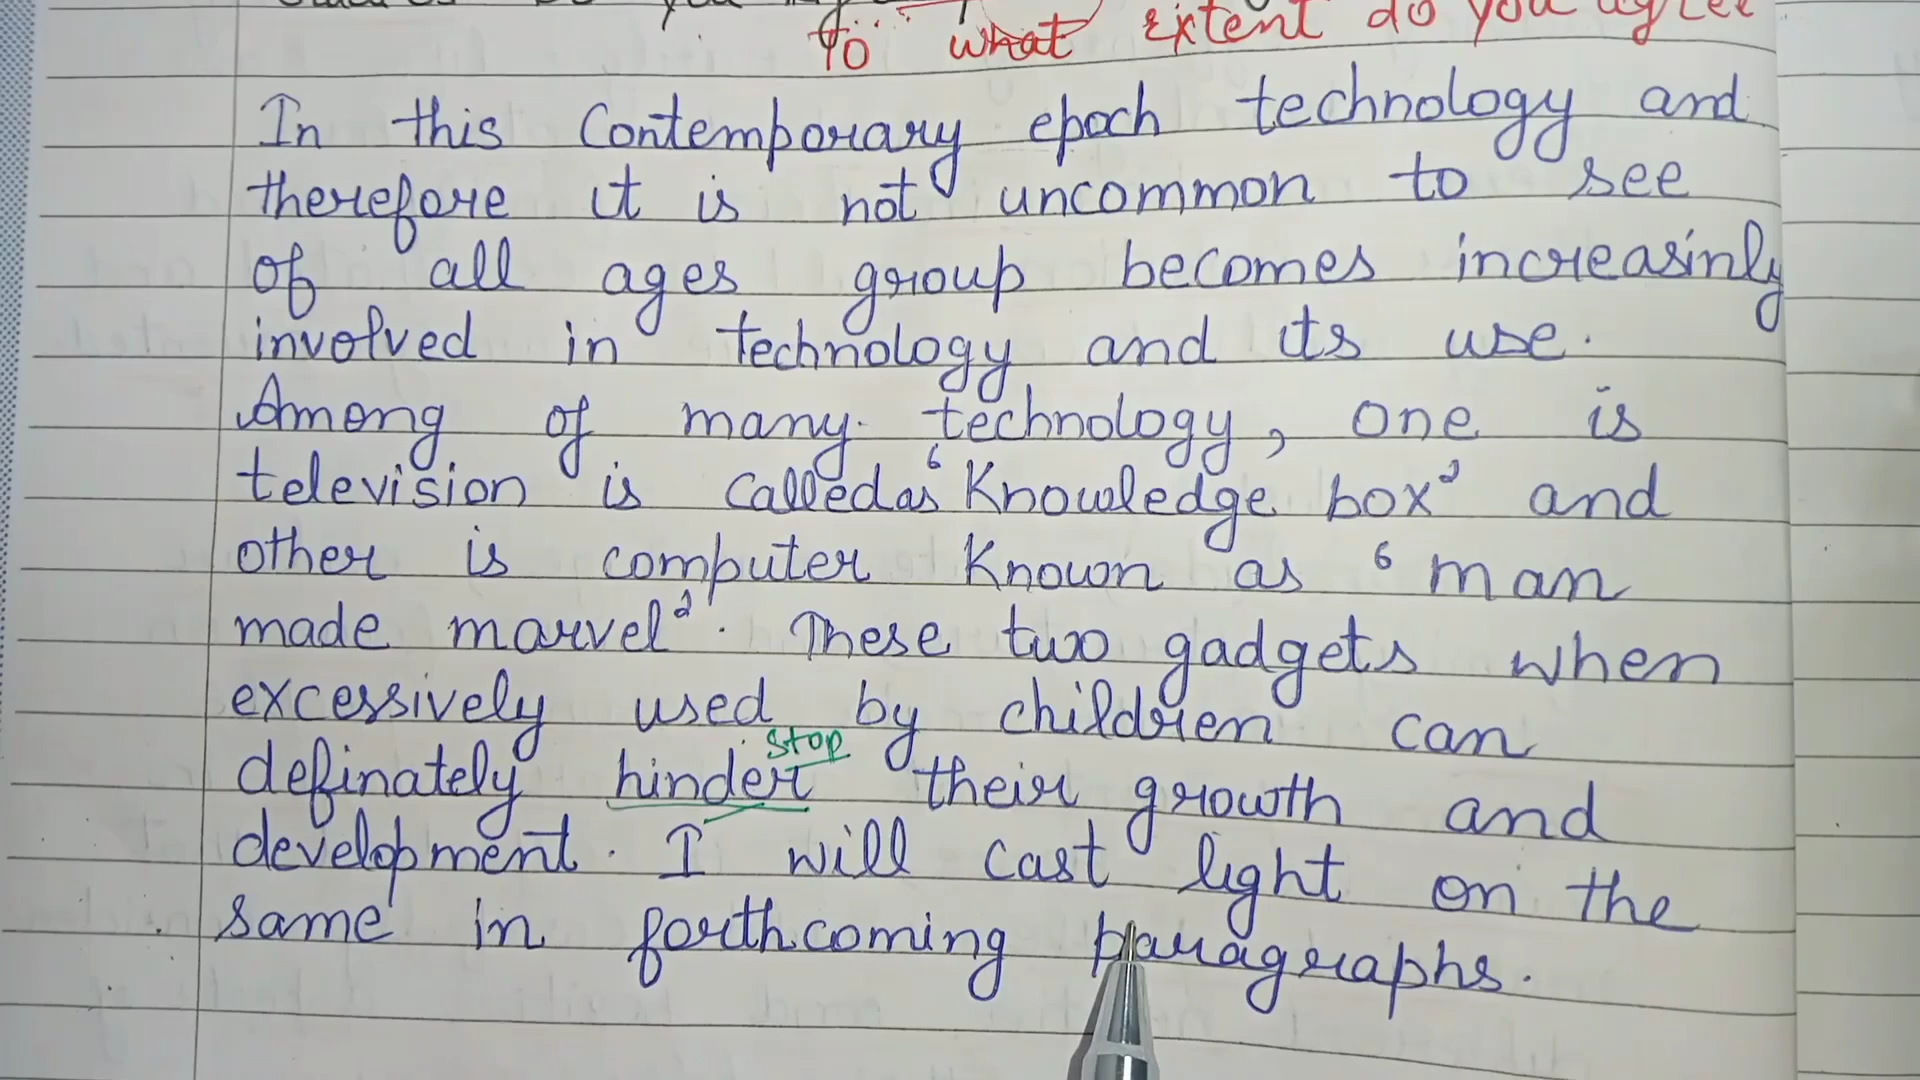 To what extent do you agree
In this Contemporary epoch technology and
therefore it is not uncommon to see
of all ages group becomes increasinly
involved in technology and its use.
Among of many technology, one is
television is called as 'Knowledge box' and
other is computer Known as 'man
made marvel'. These two gadgets when
excessively used by children can
stop
definately hinder their growth and
development. I will cast light on the
same in forthcoming paragraphs.